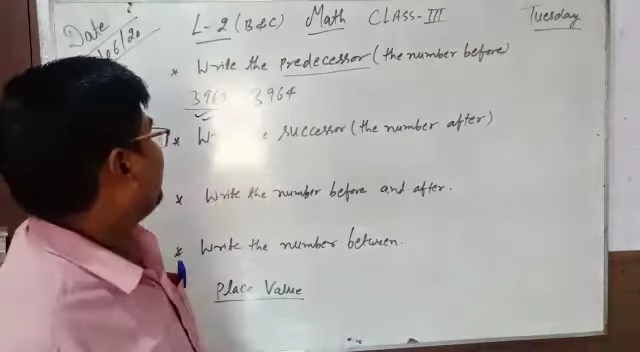 L-2 (B&C) Math CLASS-III Tuesday
Date :
/6/20
* Write the Predecessor (the number before)
3963 3964
* successor (the number after)
* Write the number before and after.
* Write the number between.
Place Value